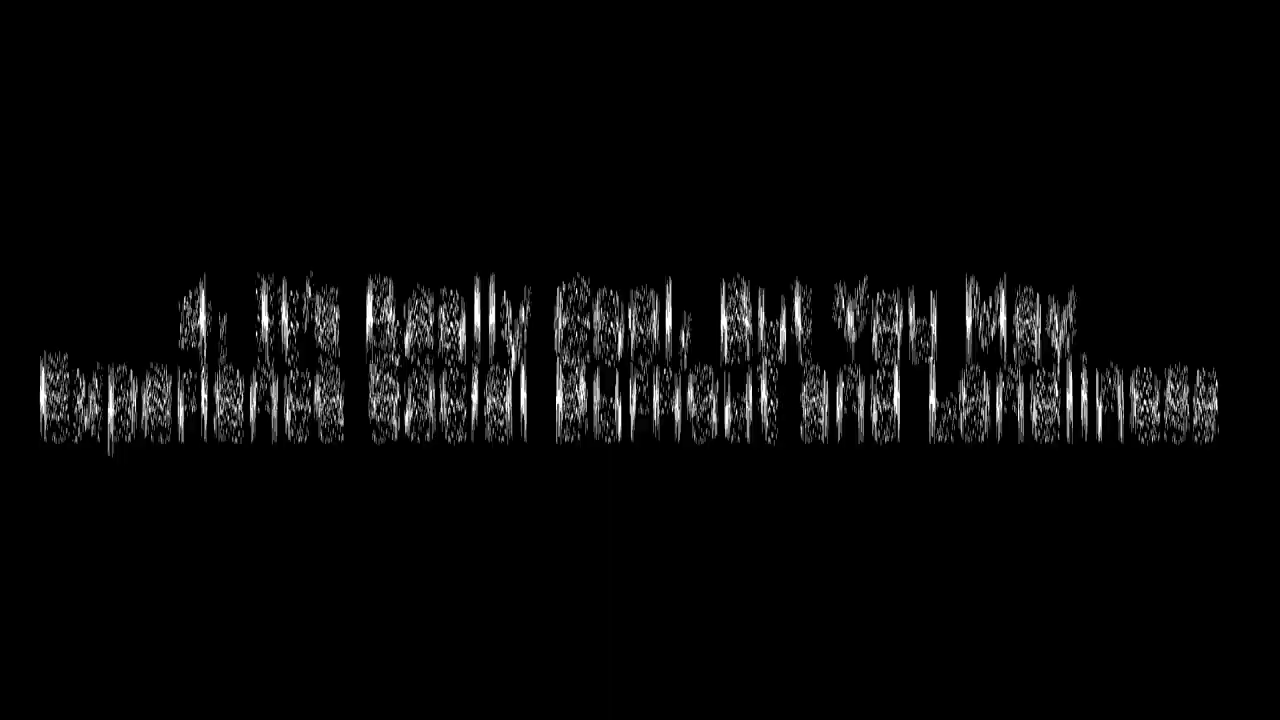 4. It's Really Cool, But You May
Experience Social Burnout and Loneliness